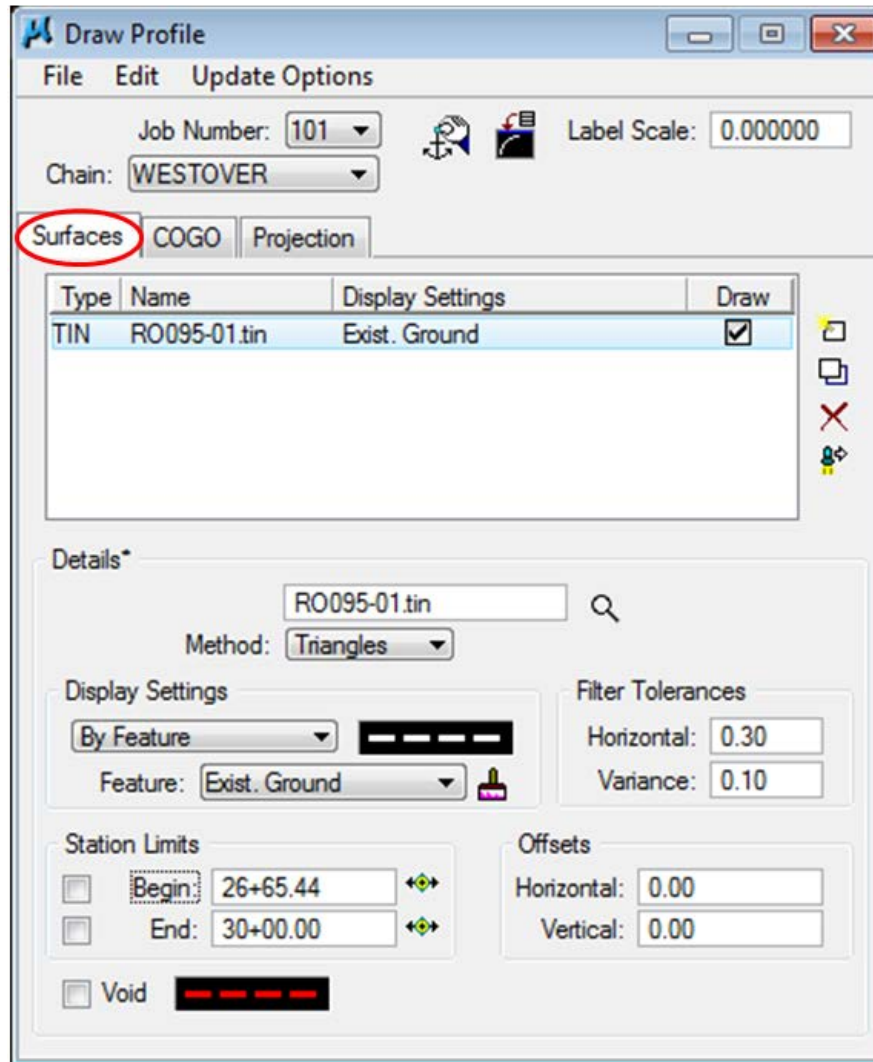 Draw Profile
File Edit Update Options
Job Number: 101 Label Scale: 0.000000
Chain: WESTOVER
Surfaces COGO Projection
Type Name Display Settings Draw
TIN RO095-01.tin Exist. Ground
Details*
RO095-01.tin
Method: Triangles
Display Settings Filter Tolerances
By Feature Horizontal: 0.30
Feature: Exist. Ground Variance: 0.10
Station Limits Offsets
Begin: 26+65.44 Horizontal: 0.00
End: 30+00.00 Vertical: 0.00
Void